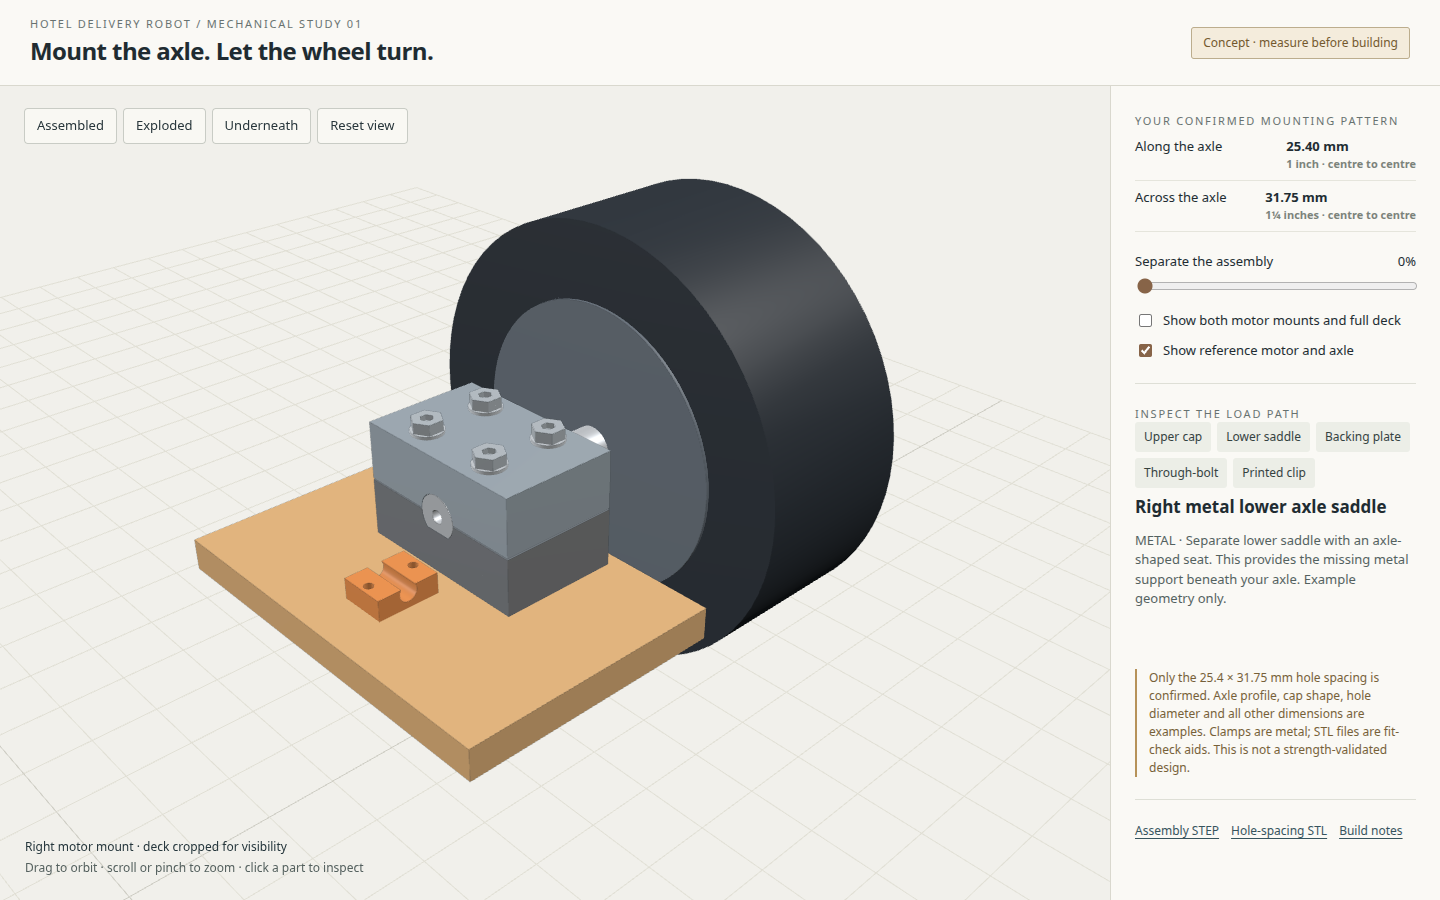 HOTEL DELIVERY ROBOT / MECHANICAL STUDY 01
Mount the axle. Let the wheel turn.
Concept · measure before building
Assembled
Exploded
Underneath
Reset view
YOUR CONFIRMED MOUNTING PATTERN
Along the axle
25.40 mm
1 inch · centre to centre
Across the axle
31.75 mm
1¼ inches · centre to centre
Separate the assembly
0%
Show both motor mounts and full deck
Show reference motor and axle
INSPECT THE LOAD PATH
Upper cap
Lower saddle
Backing plate
Through-bolt
Printed clip
Right metal lower axle saddle
METAL · Separate lower saddle with an axle-
shaped seat. This provides the missing metal
support beneath your axle. Example
geometry only.
Only the 25.4 × 31.75 mm hole spacing is
confirmed. Axle profile, cap shape, hole
diameter and all other dimensions are
examples. Clamps are metal; STL files are fit-
check aids. This is not a strength-validated
design.
Assembly STEP
Hole-spacing STL
Build notes
Right motor mount · deck cropped for visibility
Drag to orbit · scroll or pinch to zoom · click a part to inspect